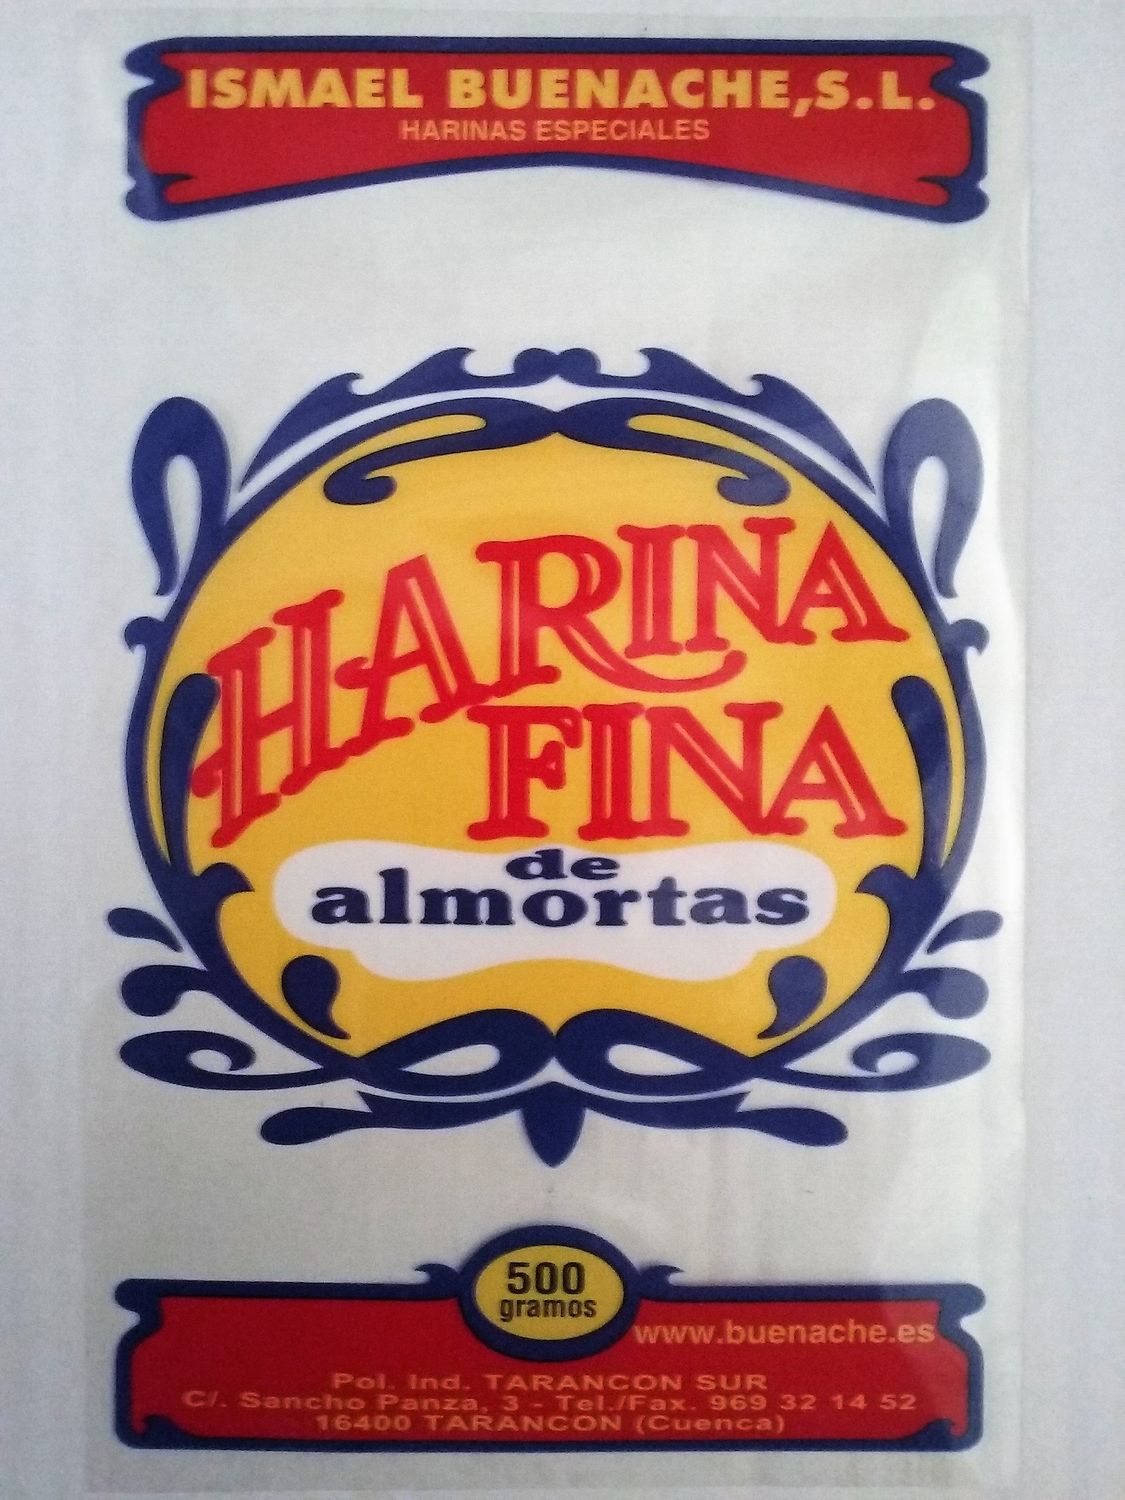 ISMAEL BUENACHE,S.L.
HARINAS ESPECIALES
HARINA
FINA
de
almortas
500
gramos
www.buenache.es
Pol. Ind. TARANCON SUR
C/. Sancho Panza, 3 - Tel./Fax. 969 32 14 52
16400 TARANCON (Cuenca)